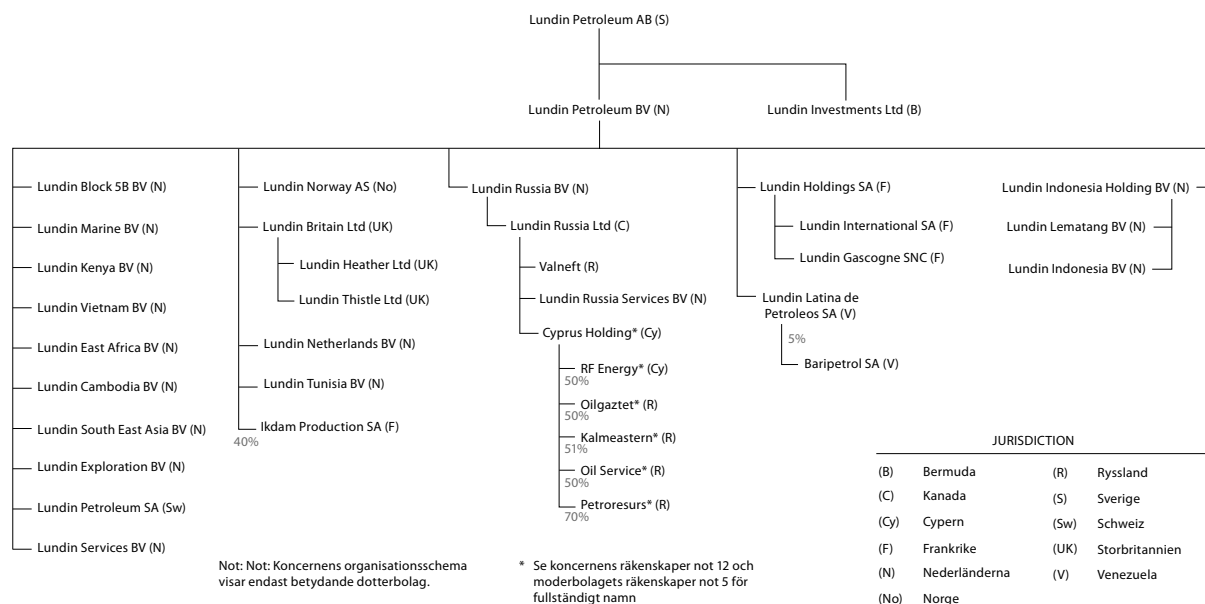 Lundin Petroleum AB (S)
Lundin Petroleum BV (N)
Lundin Investments Ltd (B)
Lundin Block 5B BV (N)
Lundin Marine BV (N)
Lundin Kenya BV (N)
Lundin Vietnam BV (N)
Lundin East Africa BV (N)
Lundin Cambodia BV (N)
Lundin South East Asia BV (N)
Lundin Exploration BV (N)
Lundin Petroleum SA (Sw)
Lundin Services BV (N)
Lundin Norway AS (No)
Lundin Britain Ltd (UK)
Lundin Heather Ltd (UK)
Lundin Thistle Ltd (UK)
Lundin Netherlands BV (N)
Lundin Tunisia BV (N)
Ikdam Production SA (F)
40%
Lundin Russia BV (N)
Lundin Russia Ltd (C)
Valneft (R)
Lundin Russia Services BV (N)
Cyprus Holding* (Cy)
RF Energy* (Cy)
50%
Oilgaztet* (R)
50%
Kalmeastern* (R)
51%
Oil Service* (R)
50%
Petroresurs* (R)
70%
Lundin Holdings SA (F)
Lundin International SA (F)
Lundin Gascogne SNC (F)
Lundin Latina de
Petroleos SA (V)
5%
Baripetrol SA (V)
Lundin Indonesia Holding BV (N)
Lundin Lematang BV (N)
Lundin Indonesia BV (N)
Not: Not: Koncernens organisationsschema
visar endast betydande dotterbolag.
* Se koncernens räkenskaper not 12 och
moderbolagets räkenskaper not 5 för
fullständigt namn
JURISDICTION
(B) Bermuda
(C) Kanada
(Cy) Cypern
(F) Frankrike
(N) Nederländerna
(No) Norge
(R) Ryssland
(S) Sverige
(Sw) Schweiz
(UK) Storbritannien
(V) Venezuela